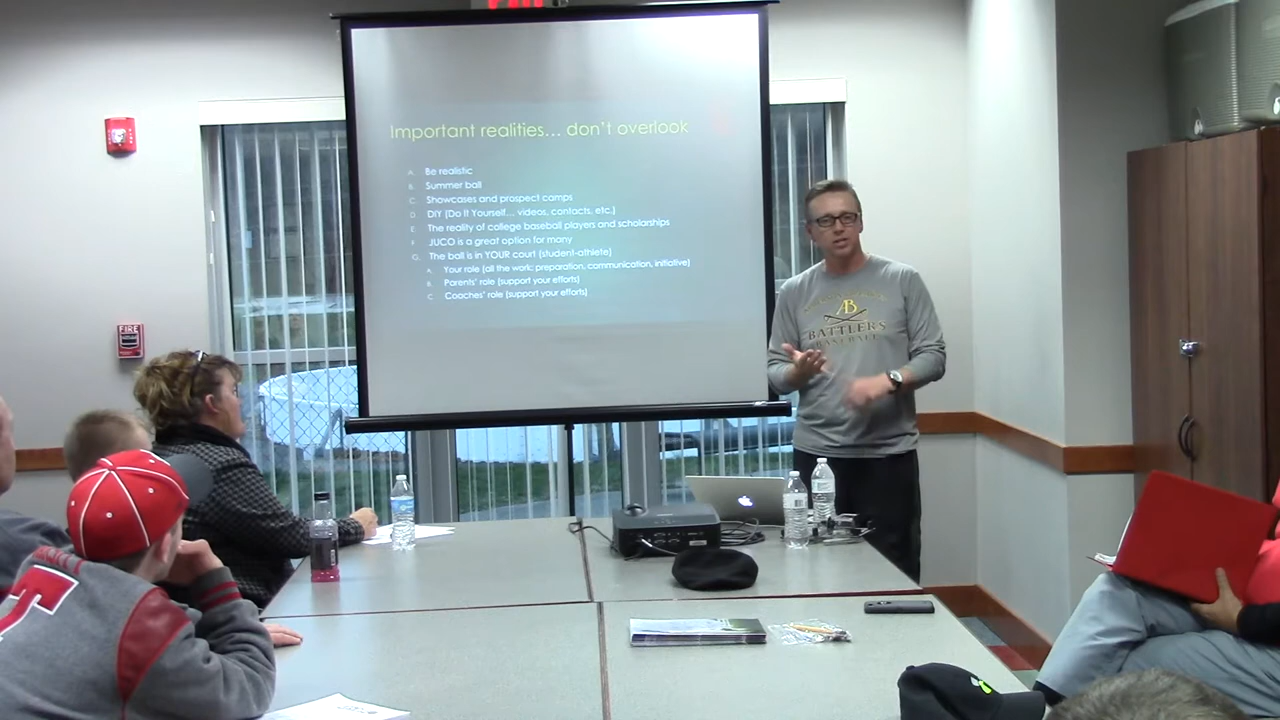 EXIT
Important realities... don't overlook
A. Be realistic
B. Summer ball
C. Showcases and prospect camps
D. DIY (Do It Yourself... videos, contacts, etc.)
E. The reality of college baseball players and scholarships
F. JUCO is a great option for many
G. The ball is in YOUR court (student-athlete)
A. Your role (all the work: preparation, communication, initiative)
B. Parents' role (support your efforts)
C. Coaches' role (support your efforts)
AB
BATTLERS
BASEBALL
FIRE
T